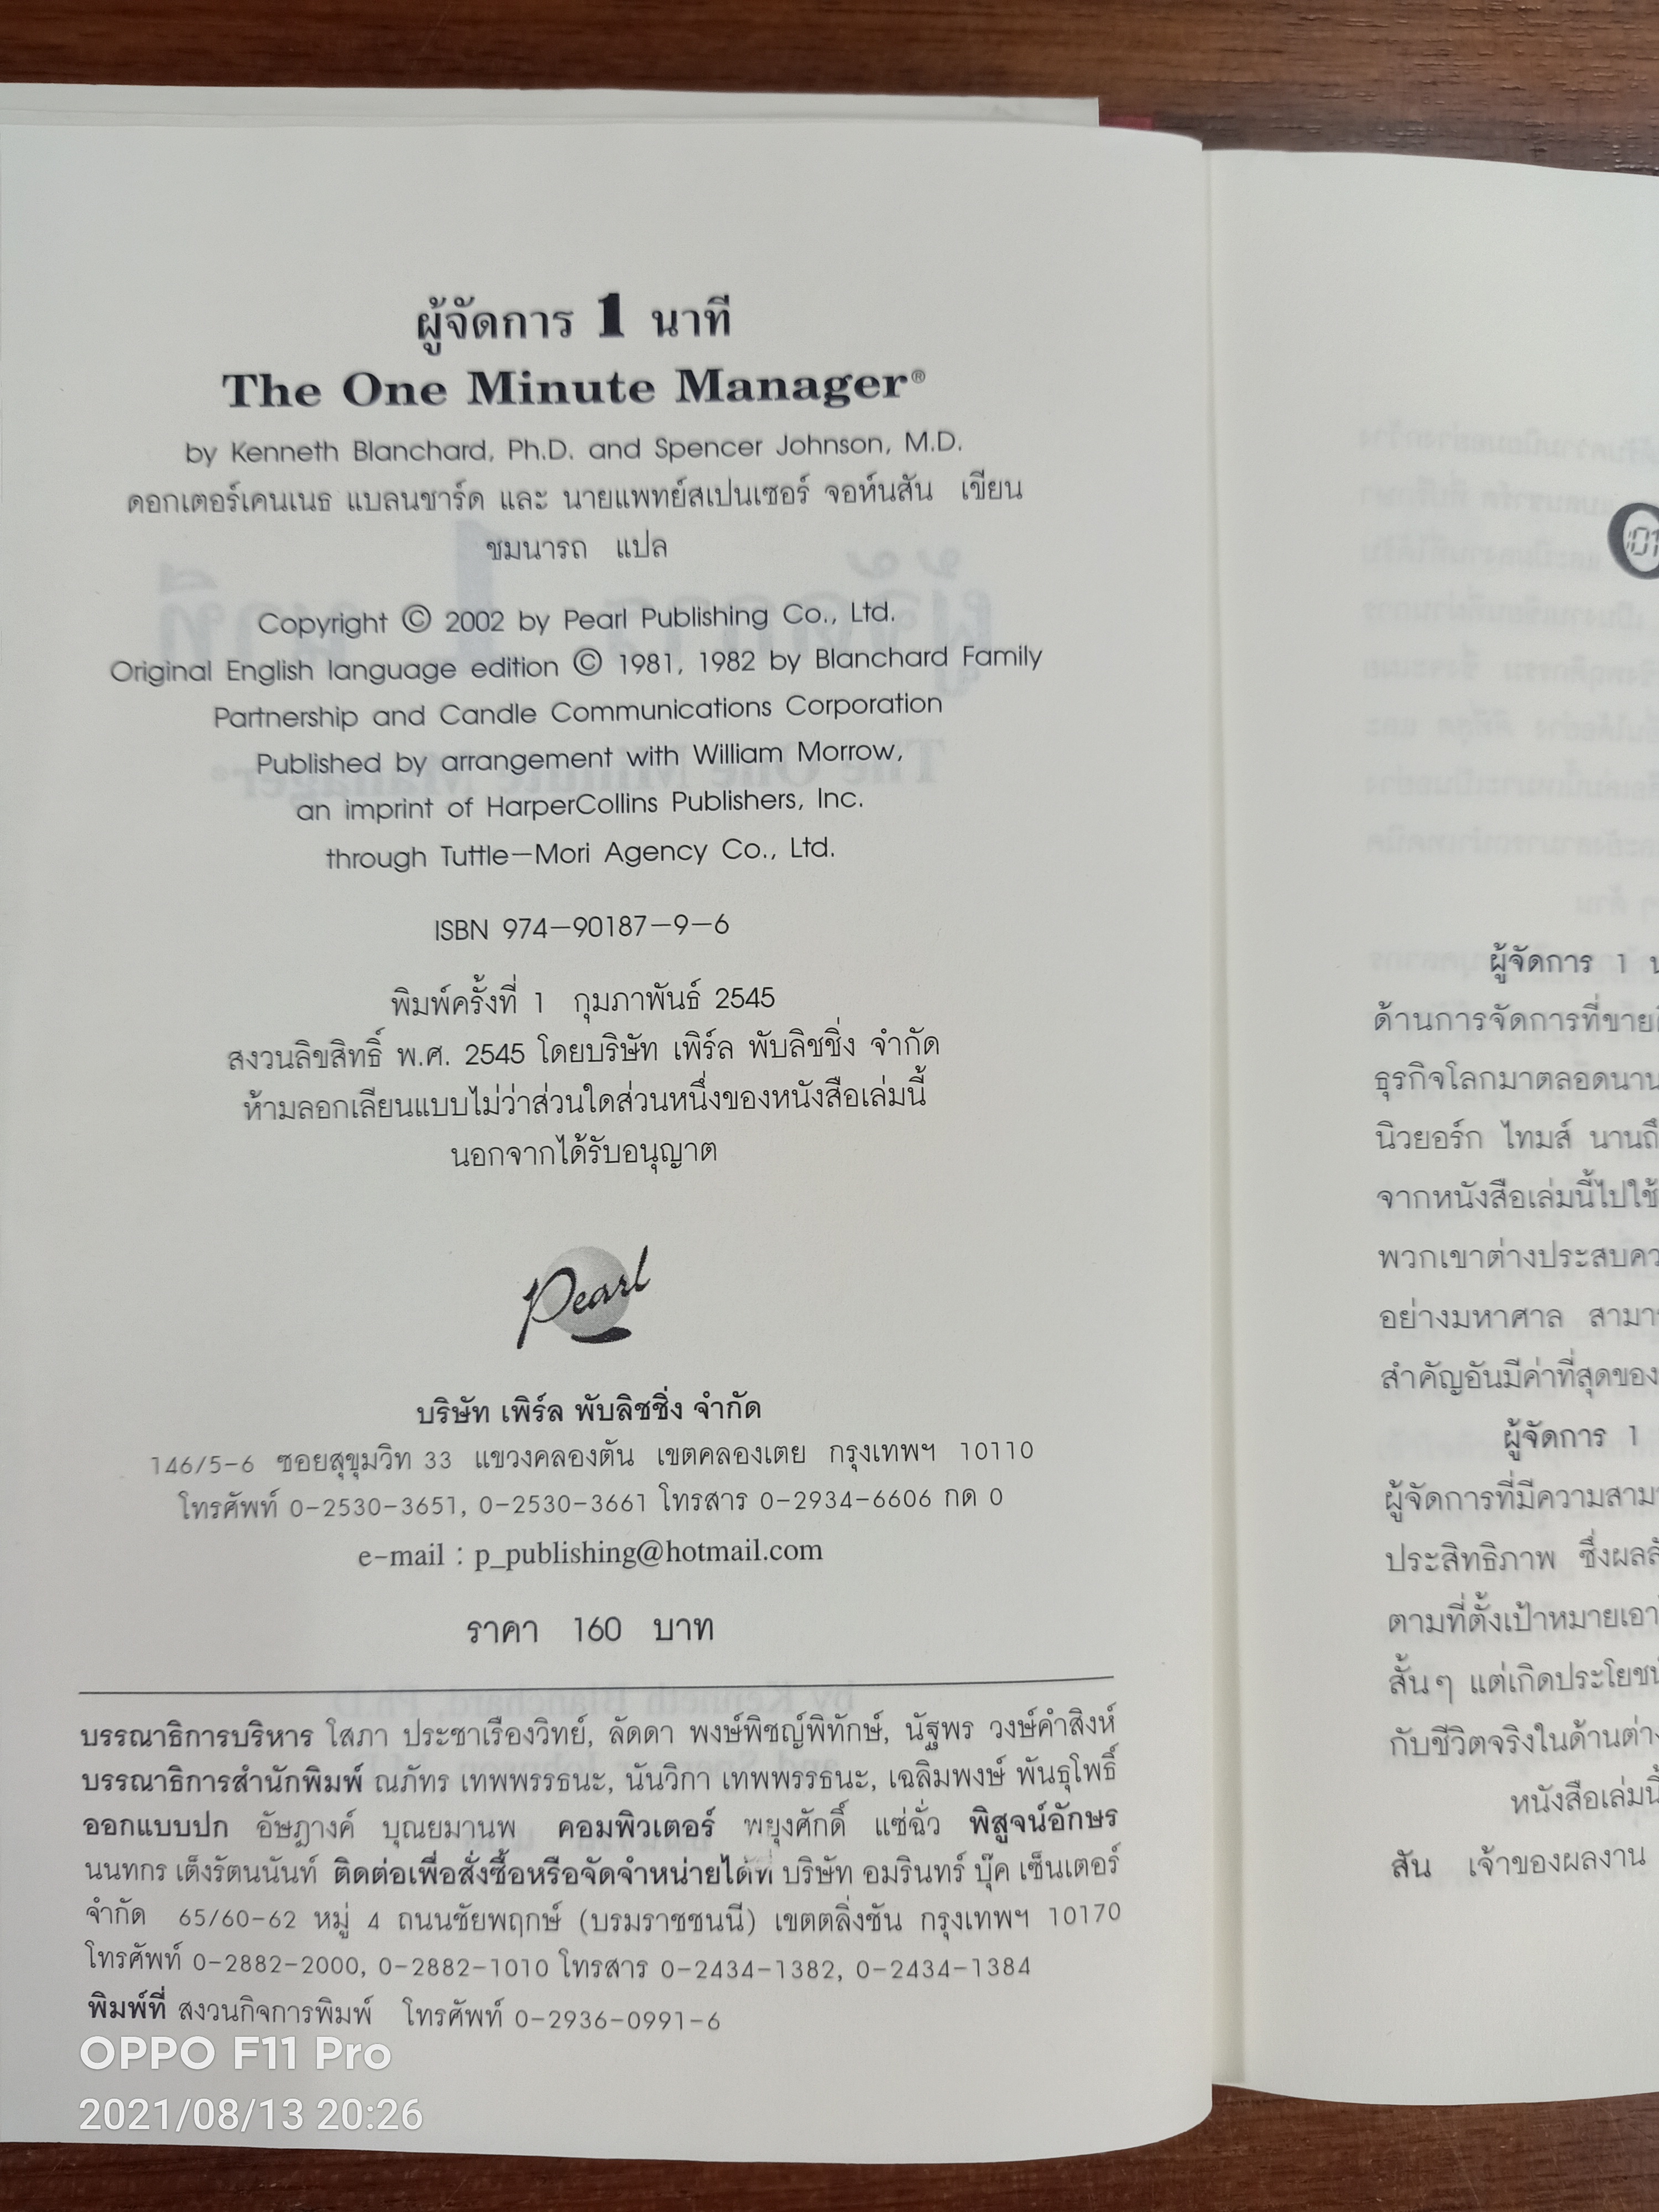 ผู้จัดการ 1 นาที
The One Minute Manager®
by Kenneth Blanchard, Ph.D. and Spencer Johnson, M.D.
ดอกเตอร์เคนเนธ แบลนชาร์ด และ นายแพทย์สเปนเซอร์ จอห์นสัน เขียน
ชมนารถ แปล
Copyright © 2002 by Pearl Publishing Co., Ltd.
Original English language edition © 1981, 1982 by Blanchard Family
Partnership and Candle Communications Corporation
Published by arrangement with William Morrow,
an imprint of HarperCollins Publishers, Inc.
through Tuttle–Mori Agency Co., Ltd.
ISBN 974–90187–9–6
พิมพ์ครั้งที่ 1 กุมภาพันธ์ 2545
สงวนลิขสิทธิ์ พ.ศ. 2545 โดยบริษัท เพิร์ล พับลิชชิ่ง จำกัด
ห้ามลอกเลียนแบบไม่ว่าส่วนใดส่วนหนึ่งของหนังสือเล่มนี้
นอกจากได้รับอนุญาต
Pearl
บริษัท เพิร์ล พับลิชชิ่ง จำกัด
146/5-6 ซอยสุขุมวิท 33 แขวงคลองตัน เขตคลองเตย กรุงเทพฯ 10110
โทรศัพท์ 0-2530-3651, 0-2530-3661 โทรสาร 0-2934-6606 กด 0
e-mail : p_publishing@hotmail.com
ราคา 160 บาท
บรรณาธิการบริหาร โสภา ประชาเรืองวิทย์, ลัดดา พงษ์พิชญ์พิทักษ์, นัฐพร วงษ์คำสิงห์
บรรณาธิการสำนักพิมพ์ ณภัทร เทพพรรธนะ, นันวิกา เทพพรรธนะ, เฉลิมพงษ์ พันธุโพธิ์
ออกแบบปก อัษฎางค์ บุณยมานพ คอมพิวเตอร์ พยุงศักดิ์ แซ่ฉั่ว พิสูจน์อักษร
นนทกร เต็งรัตนนันท์ ติดต่อเพื่อสั่งซื้อหรือจัดจำหน่ายได้ที่ บริษัท อมรินทร์ บุ๊ค เซ็นเตอร์
จำกัด 65/60-62 หมู่ 4 ถนนชัยพฤกษ์ (บรมราชชนนี) เขตตลิ่งชัน กรุงเทพฯ 10170
โทรศัพท์ 0-2882-2000, 0-2882-1010 โทรสาร 0-2434-1382, 0-2434-1384
พิมพ์ที่ สงวนกิจการพิมพ์ โทรศัพท์ 0-2936-0991-6
OPPO F11 Pro
2021/08/13 20:26
ผู้จัดการ 1
ด้านการจัดการที่ขาย
ธุรกิจโลกมาตลอดนาน
นิวยอร์ก ไทมส์ นานถึ
จากหนังสือเล่มนี้ไปใช้
พวกเขาต่างประสบคว
อย่างมหาศาล สามา
สำคัญอันมีค่าที่สุดของ
ผู้จัดการ 1
ผู้จัดการที่มีความสาม
ประสิทธิภาพ ซึ่งผลลั
ตามที่ตั้งเป้าหมายเอา
สั้นๆ แต่เกิดประโยชน์
กับชีวิตจริงในด้านต่าง
หนังสือเล่มนี้
สัน เจ้าของผลงาน